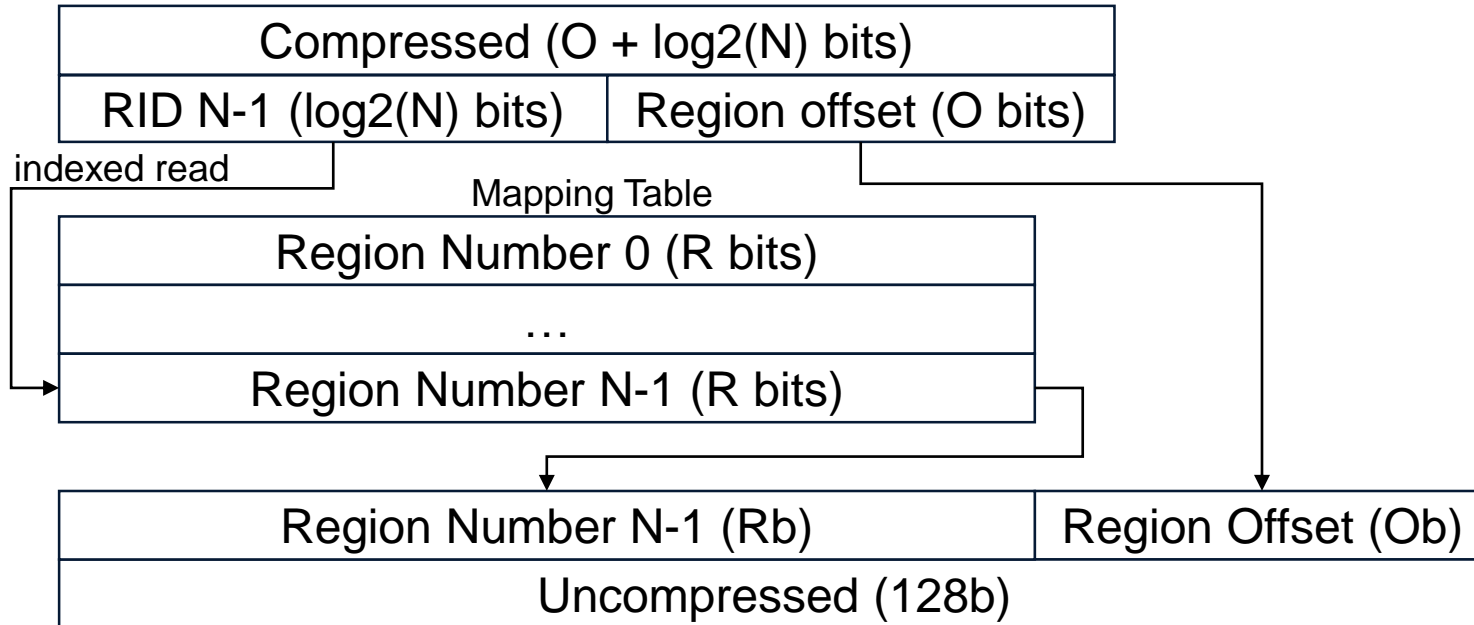 Compressed (O + log2(N) bits)
RID N-1 (log2(N) bits) Region offset (O bits)
indexed read
Mapping Table
Region Number 0 (R bits)
…
Region Number N-1 (R bits)
Region Number N-1 (Rb) Region Offset (Ob)
Uncompressed (128b)